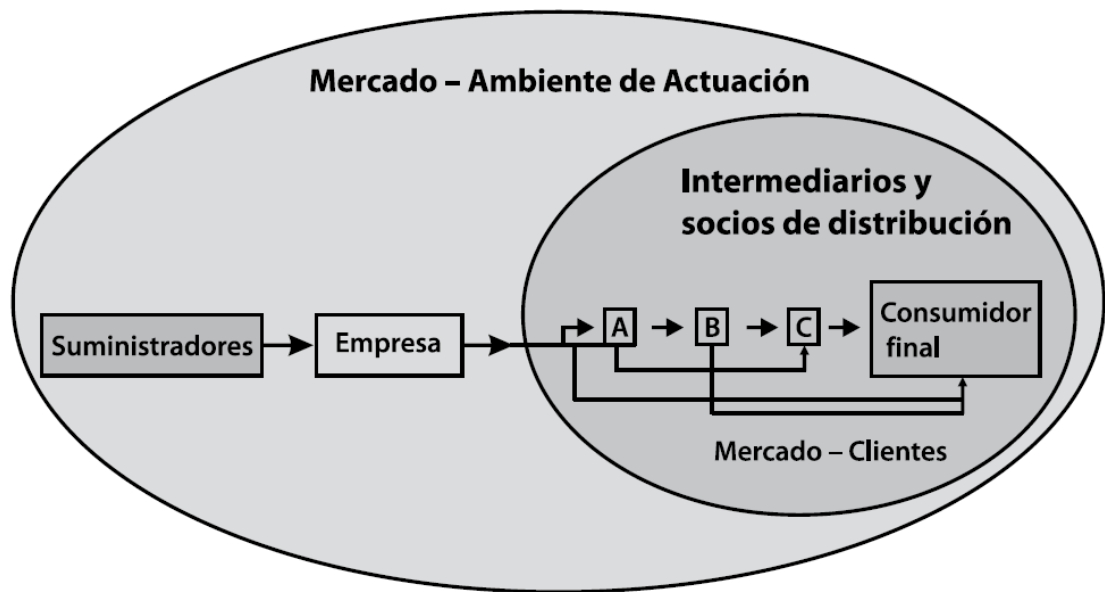 Mercado – Ambiente de Actuación
Intermediarios y
socios de distribución
Suministradores
Empresa
A
B
C
Consumidor
final
Mercado – Clientes